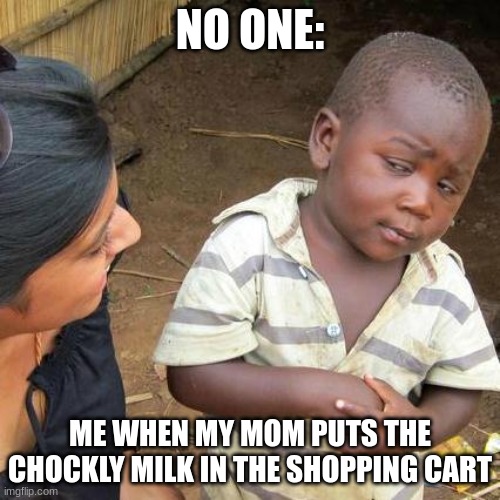 NO ONE:
ME WHEN MY MOM PUTS THE
CHOCKLY MILK IN THE SHOPPING CART
imgflip.com